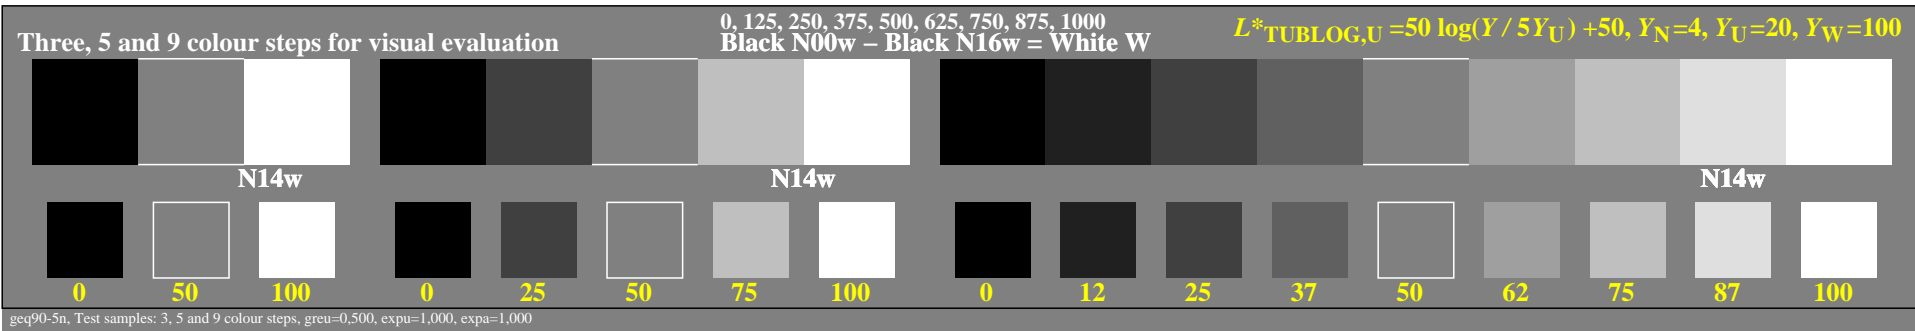 Three, 5 and 9 colour steps for visual evaluation
0, 125, 250, 375, 500, 625, 750, 875, 1000
Black N00w – Black N16w = White W
L*TUBLOG,U =50 log(Y / 5YU) +50, YN=4, YU=20, YW=100
N14w
N14w
N14w
0 50 100 0 25 50 75 100 0 12 25 37 50 62 75 87 100
geq90-5n, Test samples: 3, 5 and 9 colour steps, greu=0,500, expu=1,000, expa=1,000